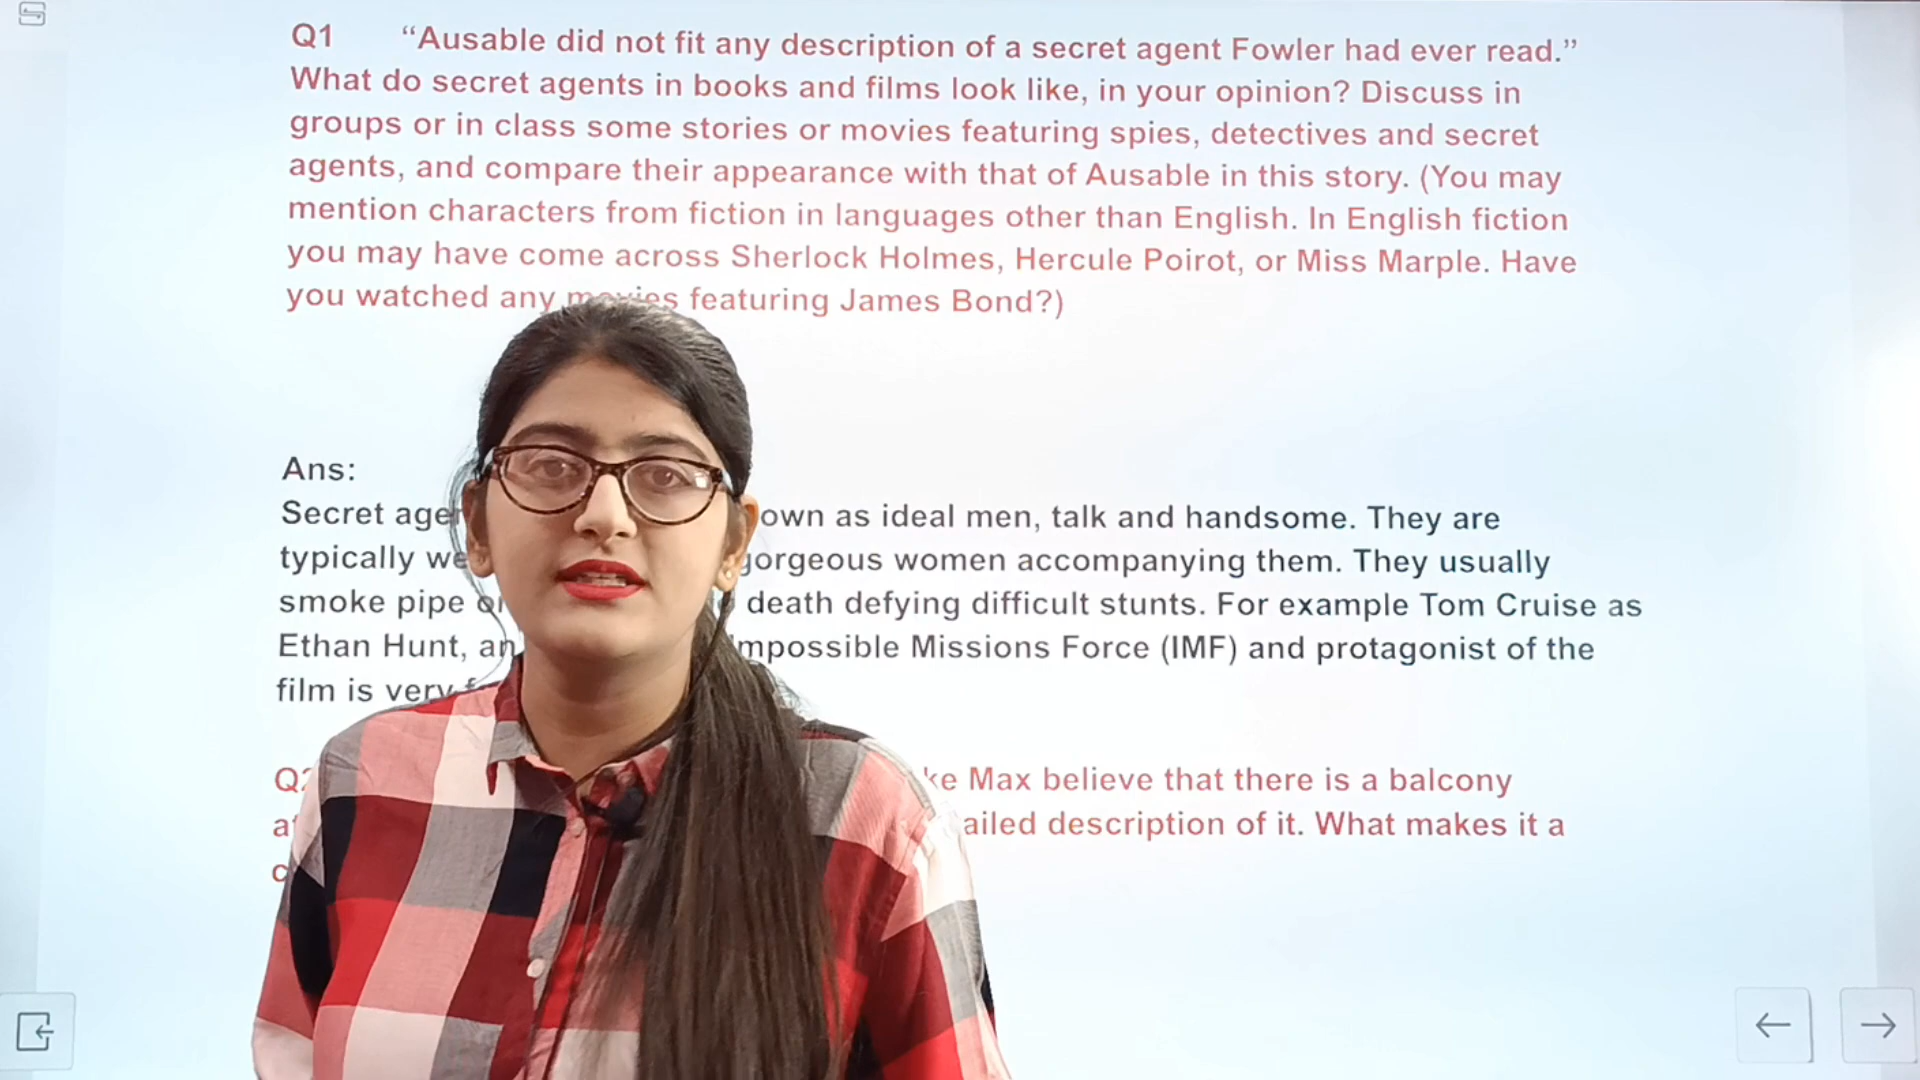 Q1 “Ausable did not fit any description of a secret agent Fowler had ever read.”
What do secret agents in books and films look like, in your opinion? Discuss in
groups or in class some stories or movies featuring spies, detectives and secret
agents, and compare their appearance with that of Ausable in this story. (You may
mention characters from fiction in languages other than English. In English fiction
you may have come across Sherlock Holmes, Hercule Poirot, or Miss Marple. Have
you watched any movies featuring James Bond?)
Ans:
Secret own as ideal men, talk and handsome. They are
typically gorgeous women accompanying them. They usually
smoke pipe death defying difficult stunts. For example Tom Cruise as
Ethan Hunt, Impossible Missions Force (IMF) and protagonist of the
film is very
Max believe that there is a balcony
description of it. What makes it a